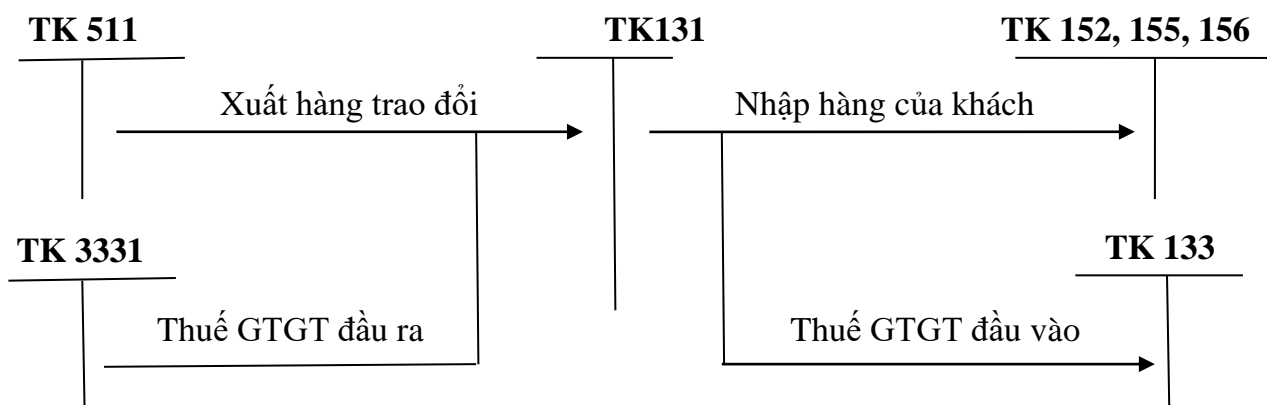 TK 511
TK131
TK 152, 155, 156
Xuất hàng trao đổi
Nhập hàng của khách
TK 3331
TK 133
Thuế GTGT đầu ra
Thuế GTGT đầu vào